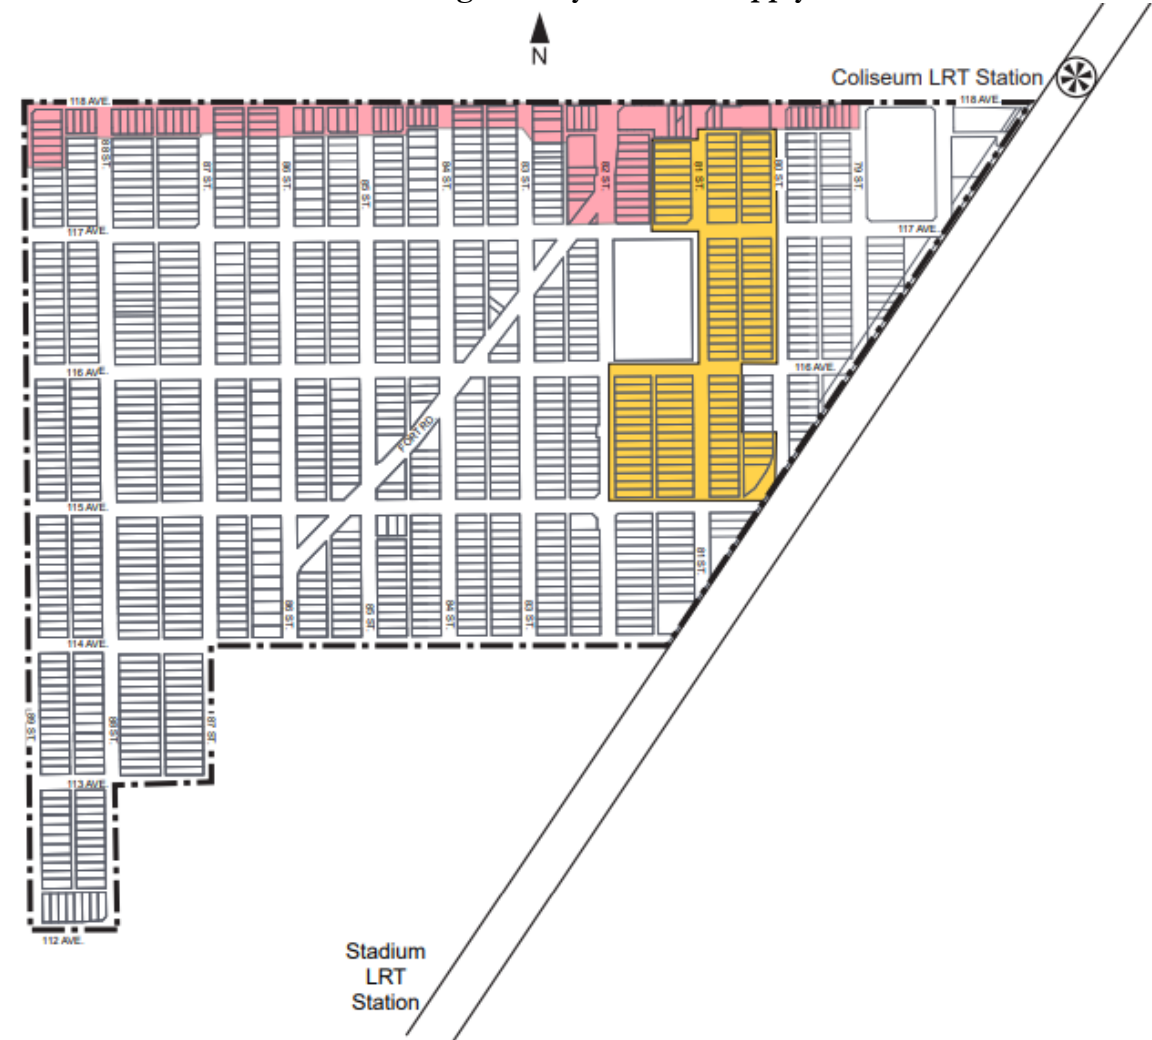 N
Coliseum LRT Station
118 AVE.
118 AVE.
88 ST.
87 ST.
86 ST.
85 ST.
84 ST.
83 ST.
82 ST.
81 ST.
80 ST.
79 ST.
117 AVE.
117 AVE.
116 AVE.
116 AVE.
FORT RD.
115 AVE.
86 ST.
85 ST.
84 ST.
83 ST.
81 ST.
114 AVE.
89 ST.
88 ST.
87 ST.
113 AVE.
112 AVE.
Stadium
LRT
Station